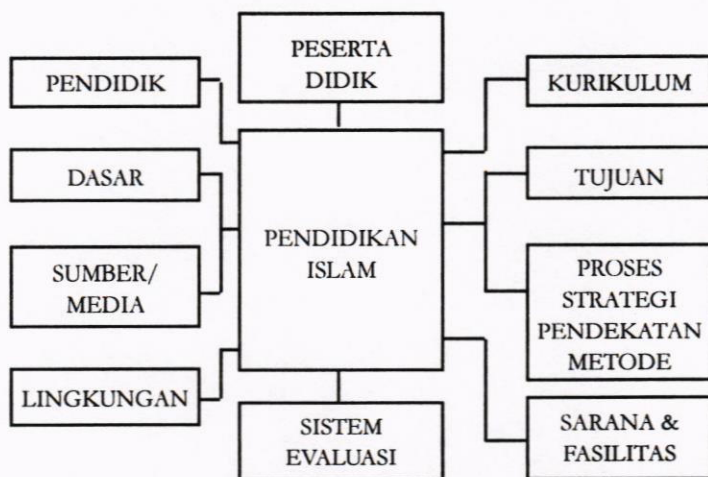 PESERTA
DIDIK
PENDIDIK
KURIKULUM
DASAR
TUJUAN
PENDIDIKAN
ISLAM
SUMBER/
MEDIA
PROSES
STRATEGI
PENDEKATAN
METODE
LINGKUNGAN
SISTEM
EVALUASI
SARANA &
FASILITAS